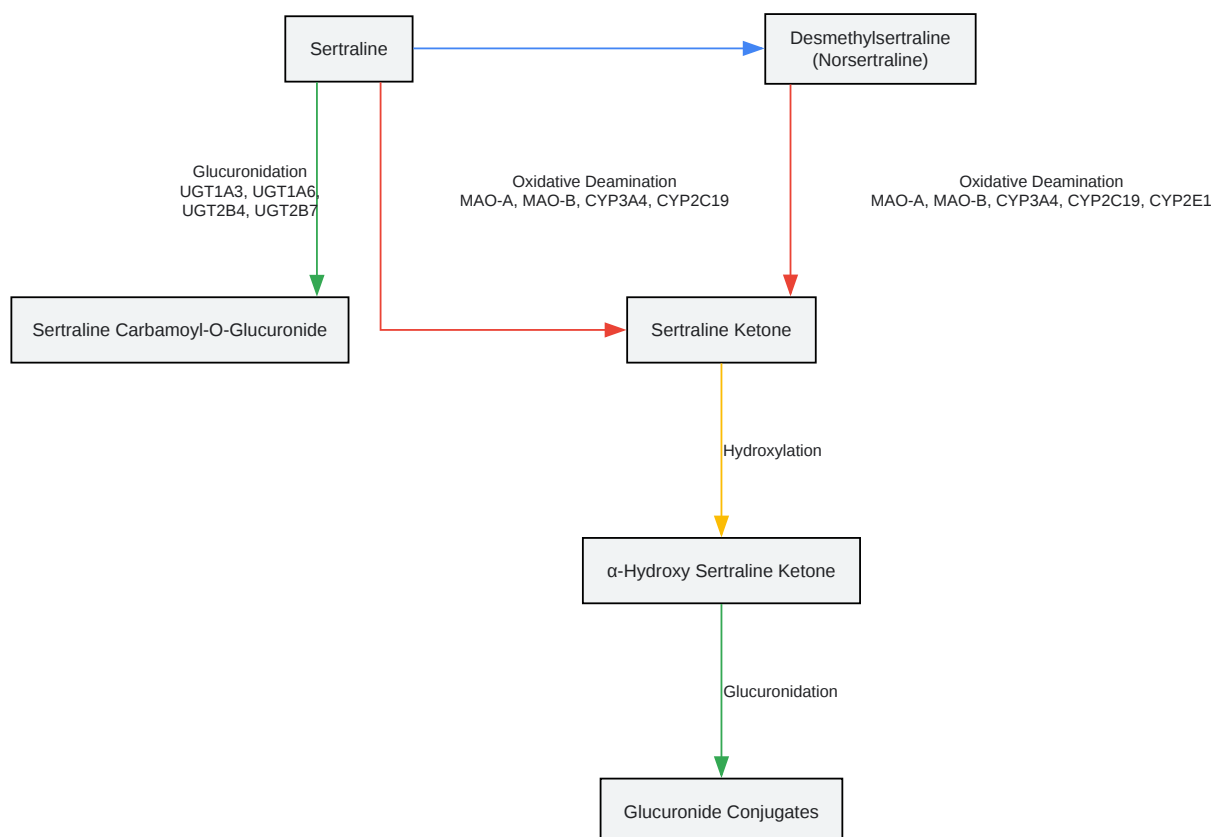 Sertraline
Desmethylsertraline
(Norsertraline)
Glucuronidation
UGT1A3, UGT1A6,
UGT2B4, UGT2B7
Oxidative Deamination
MAO-A, MAO-B, CYP3A4, CYP2C19
Oxidative Deamination
MAO-A, MAO-B, CYP3A4, CYP2C19, CYP2E1
Sertraline Carbamoyl-O-Glucuronide
Sertraline Ketone
Hydroxylation
α-Hydroxy Sertraline Ketone
Glucuronidation
Glucuronide Conjugates